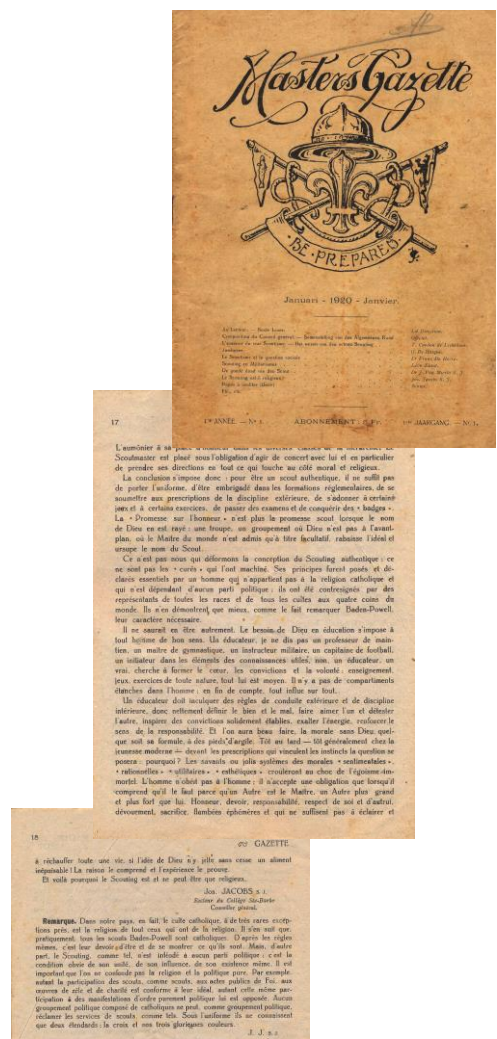 Masters Gazette
BE PREPARED
Januari - 1920 - Janvier.
La Direction.
Officiel.
Le Scouting est-il religieux?
1re ANNÉE. — No 1. ABONNEMENT : Fr. JAARGANG. — No 1.
17
L'aumônier à sa place d'honneur dans les diverses classes de la
Scoutmaster est placé sous l'obligation d'agir de concert avec lui et en particulier
de prendre ses directions en tout ce qui touche au côté moral et religieux.
La conclusion s'impose donc : pour être un scout authentique, il ne suffit pas
de porter l'uniforme, d'être embrigadé dans les formations réglementaires, de se
soumettre aux prescriptions de la discipline extérieure, de s'adonner à certains
jeux et à certains exercices, de passer des examens et de conquérir des « badges ».
La « Promesse sur l'honneur » n'est plus la promesse scout lorsque le nom
de Dieu en est rayé : une troupe, un groupement où Dieu n'est pas à l'avant-
plan, où le Maître du monde n'est admis qu'à titre facultatif, rabaisse l'idéal et
usurpe le nom du Scout.
Ce n'est pas nous qui déformons la conception du Scouting authentique : ce
ne sont pas les « curés » qui l'ont machiné. Ses principes furent posés et dé-
clarés essentiels par un homme qui n'appartient pas à la religion catholique et
qui n'est dépendant d'aucun parti politique ; ils ont été contresignés par des
représentants de toutes les races et de tous les cultes aux quatre coins du
monde. Ils n'en démontrent que mieux, comme le fait remarquer Baden-Powell,
leur caractère nécessaire.
Il ne saurait en être autrement. Le besoin de Dieu en éducation s'impose à
tout homme de bon sens. Un éducateur, je ne dis pas un professeur de main-
tien, un maître de gymnastique, un instructeur militaire, un capitaine de football,
un initiateur dans les éléments des connaissances utiles, non, un éducateur, un
vrai, cherche à former le cœur, les convictions et la volonté : enseignement,
jeux, exercices de toute nature, tout lui est moyen. Il n'y a pas de compartiments
étanches dans l'homme ; en fin de compte, tout influe sur tout.
Un éducateur doit inculquer des règles de conduite extérieure et de discipline
intérieure, donc nettement définir le bien et le mal, faire aimer l'un et détester
l'autre, inspirer des convictions solidement établies, exalter l'énergie, renforcer le
sens de la responsabilité. Et l'on aura beau faire, la morale sans Dieu, quel-
que soit sa formule, a des pieds d'argile. Tôt ou tard — tôt généralement chez la
jeunesse moderne — devant les prescriptions qui violentent les instincts la question se
posera : pourquoi ? Les savants ou jolis systèmes de morales « sentimentales »,
« rationnelles » « utilitaires » « esthétiques » crouleront au choc de l'égoïsme im-
mortel. L'homme n'obéit pas à l'homme ; il n'accepte une obligation que lorsqu'il
comprend qu'il le faut parce qu'un Autre est le Maître, un Autre plus grand
et plus fort que lui. Honneur, devoir, responsabilité, respect de soi et d'autrui,
dévouement, sacrifice, flambées éphémères et qui ne suffisent pas à éclairer et
18
GAZETTE
à réchauffer toute une vie, si l'idée de Dieu n'y jette sans cesse un aliment
inépuisable ! La raison le comprend et l'expérience le prouve.
Et voilà pourquoi le Scouting est et ne peut être que religieux.
Jos. JACOBS s. J.
Recteur du Collège Ste-Barbe
Conseiller général.
Remarque. Dans notre pays, en fait, le culte catholique, à de très rares excep-
tions près, est la religion de tous ceux qui ont de la religion. Il s'en suit que,
pratiquement, tous les scouts Baden-Powell sont catholiques. D'après les règles
mêmes, c'est leur devoir d'être et de se montrer ce qu'ils sont. Mais, d'autre
part, le Scouting, comme tel, n'est inféodé à aucun parti politique ; c'est la
condition même de son unité, de son influence, de son existence même. Il est
important que l'on ne confonde pas la religion et la politique pure. Par exemple,
autant la participation des scouts, comme scouts, aux actes publics de Foi, aux
œuvres de zèle et de charité est conforme à leur idéal, autant cette même par-
ticipation à des manifestations d'ordre purement politique lui est opposée. Aucun
groupement politique composé de catholiques ne peut, comme groupement politique,
réclamer les services de scouts, comme tels. Sous l'uniforme ils ne connaissent
que deux étendards : la croix et nos trois glorieuses couleurs.
J. J. s. J.